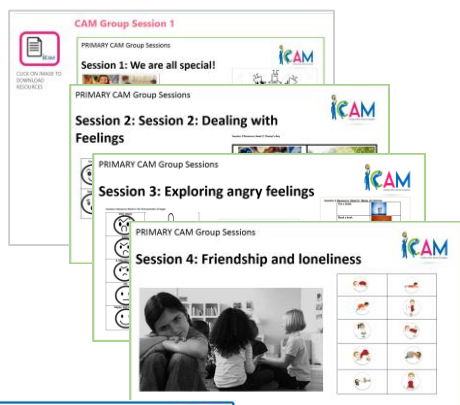 CAM Group Session 1
CLICK ON IMAGE TO
DOWNLOAD
RESOURCES
PRIMARY CAM Group Sessions
iCAM
Session 1: We are all special!
PRIMARY CAM Group Sessions
iCAM
Session 2: Session 2: Dealing with
Feelings
PRIMARY CAM Group Sessions
iCAM
Session 3: Exploring angry feelings
PRIMARY CAM Group Sessions
iCAM
Session 4: Friendship and loneliness